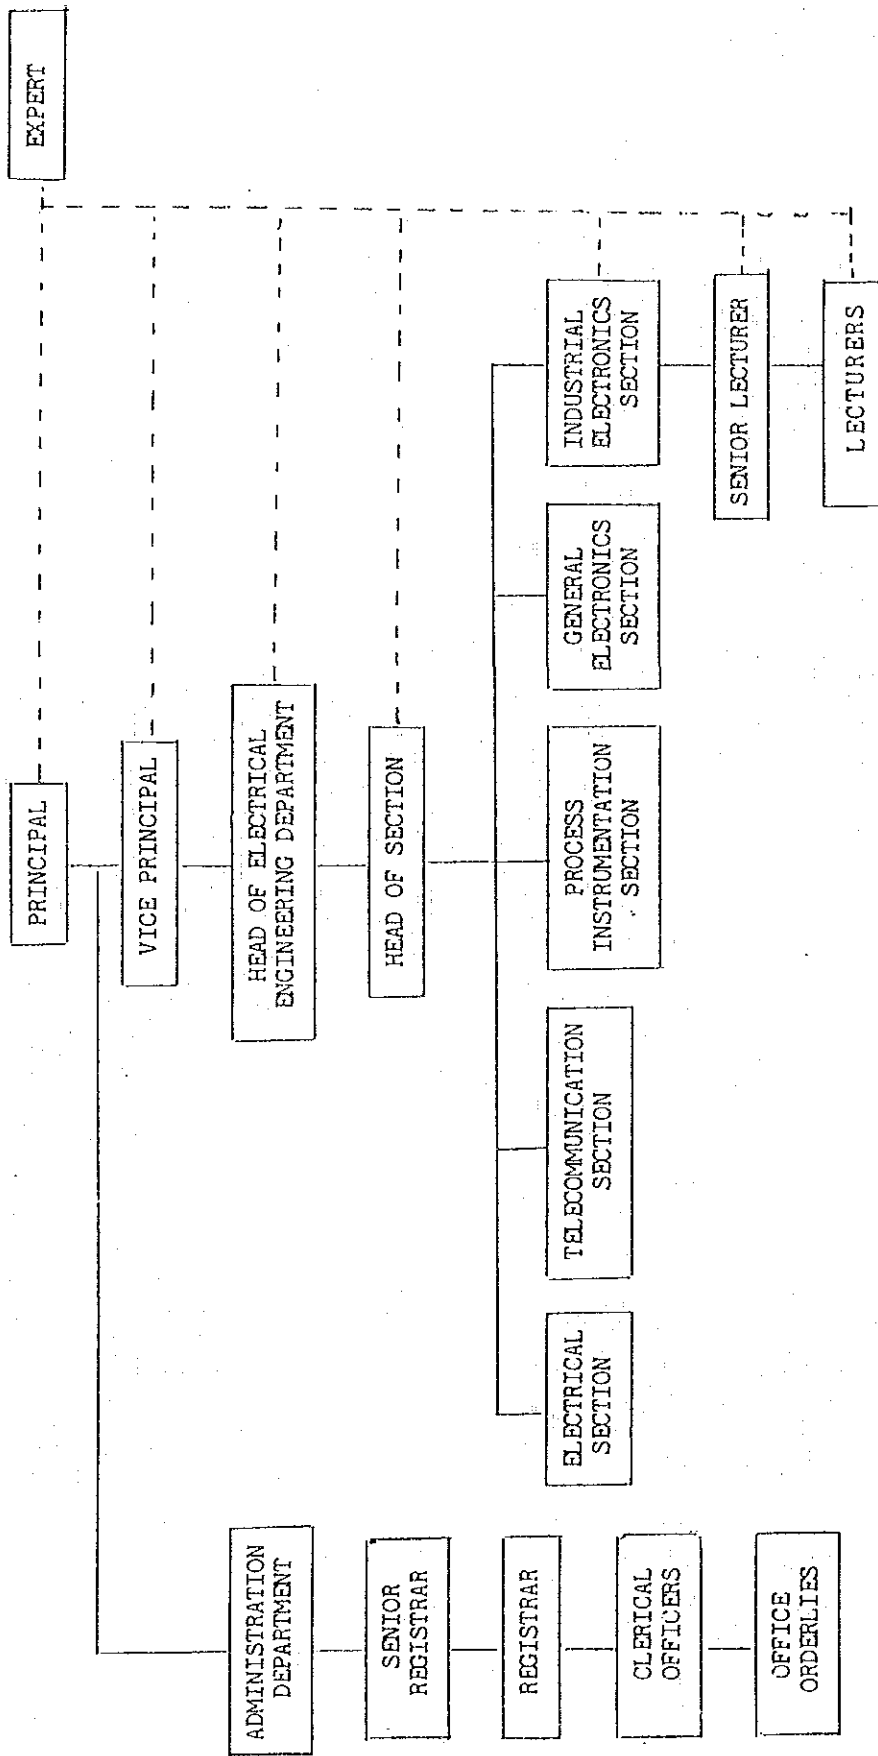 EXPERT
PRINCIPAL
VICE PRINCIPAL
HEAD OF ELECTRICAL
ENGINEERING DEPARTMENT
HEAD OF SECTION
ADMINISTRATION
DEPARTMENT
SENIOR
REGISTRAR
REGISTRAR
CLERICAL
OFFICERS
OFFICE
ORDERLIES
ELECTRICAL
SECTION
TELECOMMUNICATION
SECTION
PROCESS
INSTRUMENTATION
SECTION
GENERAL
ELECTRONICS
SECTION
INDUSTRIAL
ELECTRONICS
SECTION
SENIOR LECTURER
LECTURERS